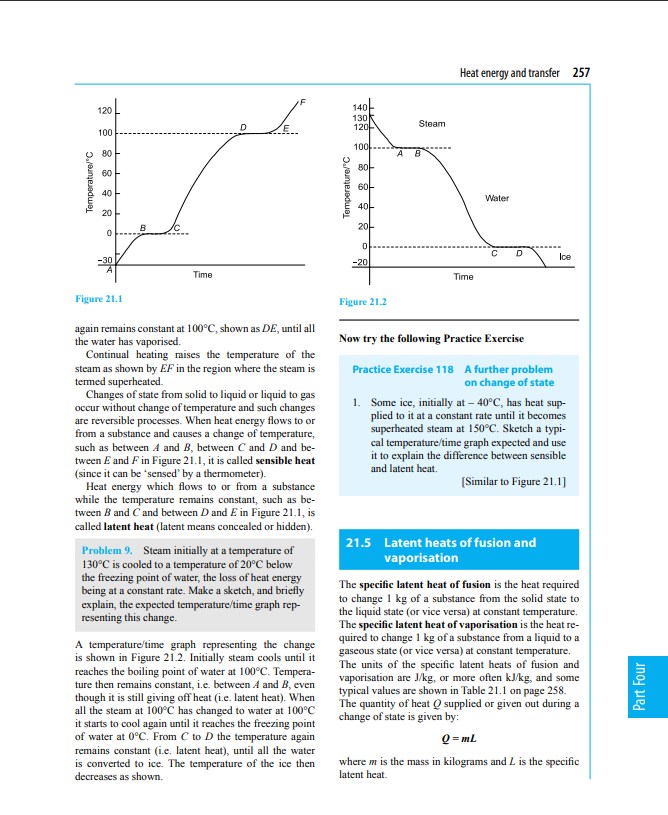 Heat energy and transfer 257
120
100
80
60
40
20
0
−30
A
B
C
D
E
F
Temperature/°C
Time
Figure 21.1
again remains constant at 100°C, shown as DE, until all
the water has vaporised.
Continual heating raises the temperature of the
steam as shown by EF in the region where the steam is
termed superheated.
Changes of state from solid to liquid or liquid to gas
occur without change of temperature and such changes
are reversible processes. When heat energy flows to or
from a substance and causes a change of temperature,
such as between A and B, between C and D and be-
tween E and F in Figure 21.1, it is called sensible heat
(since it can be ‘sensed’ by a thermometer).
Heat energy which flows to or from a substance
while the temperature remains constant, such as be-
tween B and C and between D and E in Figure 21.1, is
called latent heat (latent means concealed or hidden).
Problem 9. Steam initially at a temperature of
130°C is cooled to a temperature of 20°C below
the freezing point of water, the loss of heat energy
being at a constant rate. Make a sketch, and briefly
explain, the expected temperature/time graph rep-
resenting this change.
A temperature/time graph representing the change
is shown in Figure 21.2. Initially steam cools until it
reaches the boiling point of water at 100°C. Tempera-
ture then remains constant, i.e. between A and B, even
though it is still giving off heat (i.e. latent heat). When
all the steam at 100°C has changed to water at 100°C
it starts to cool again until it reaches the freezing point
of water at 0°C. From C to D the temperature again
remains constant (i.e. latent heat), until all the water
is converted to ice. The temperature of the ice then
decreases as shown.
140
130
120
100
80
60
40
20
0
−20
Temperature/°C
Steam
A B
Water
C D
Ice
Time
Figure 21.2
Now try the following Practice Exercise
Practice Exercise 118 A further problem
on change of state
1. Some ice, initially at – 40°C, has heat sup-
plied to it at a constant rate until it becomes
superheated steam at 150°C. Sketch a typi-
cal temperature/time graph expected and use
it to explain the difference between sensible
and latent heat.
[Similar to Figure 21.1]
21.5 Latent heats of fusion and
vaporisation
The specific latent heat of fusion is the heat required
to change 1 kg of a substance from the solid state to
the liquid state (or vice versa) at constant temperature.
The specific latent heat of vaporisation is the heat re-
quired to change 1 kg of a substance from a liquid to a
gaseous state (or vice versa) at constant temperature.
The units of the specific latent heats of fusion and
vaporisation are J/kg, or more often kJ/kg, and some
typical values are shown in Table 21.1 on page 258.
The quantity of heat Q supplied or given out during a
change of state is given by:
Q = mL
where m is the mass in kilograms and L is the specific
latent heat.
Part Four